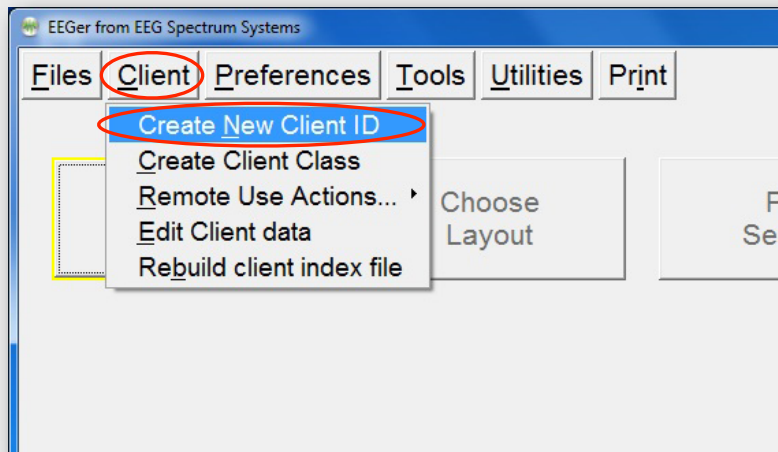 EEGer from EEG Spectrum Systems
Files Client Preferences Tools Utilities Print
Create New Client ID
Create Client Class
Remote Use Actions...
Edit Client data
Rebuild client index file
Choose
Layout